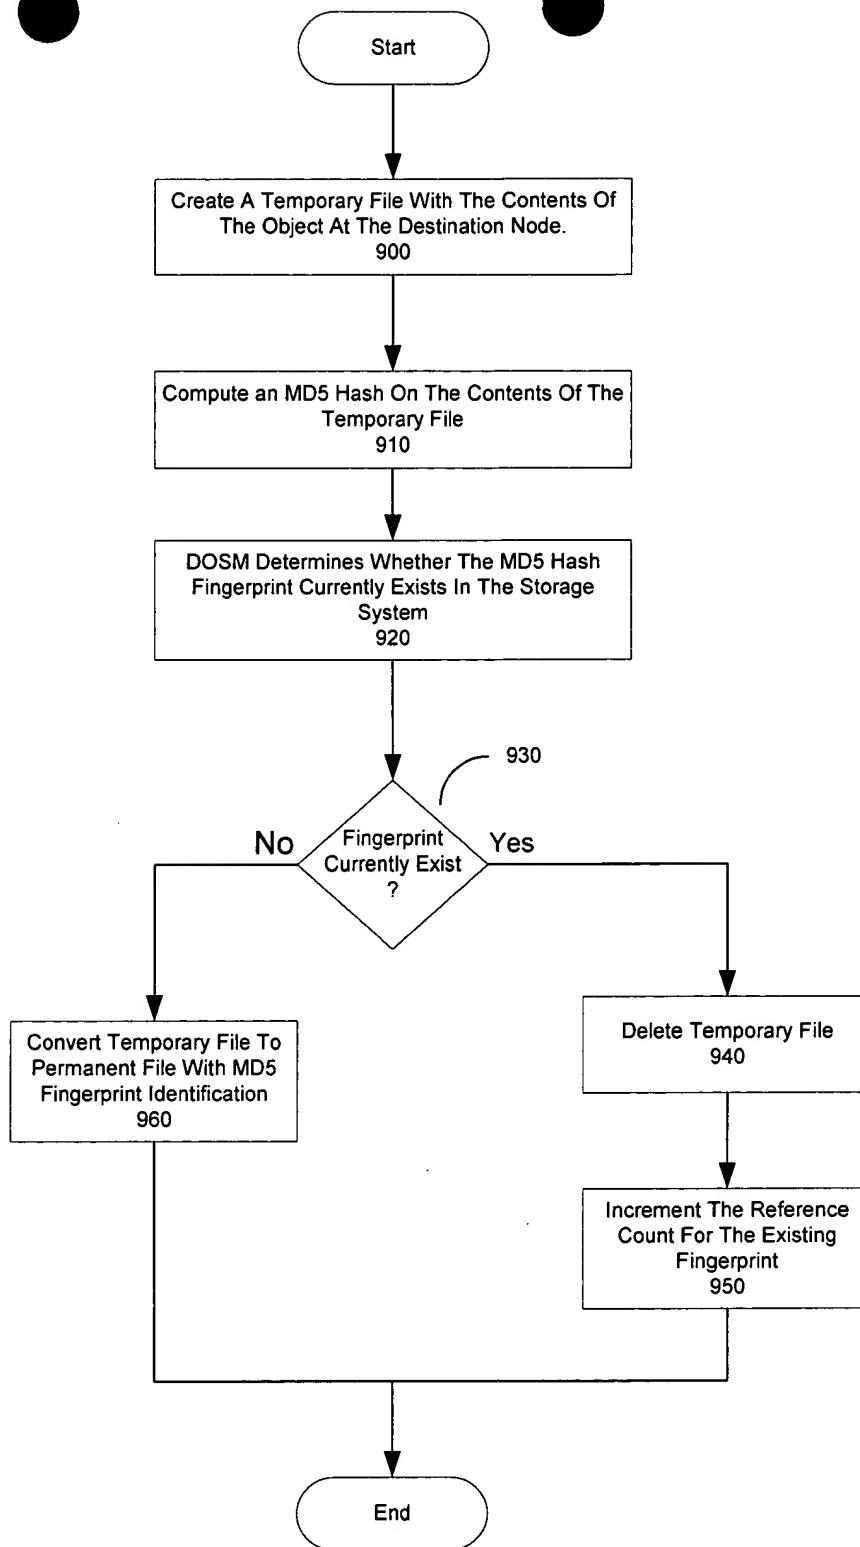 Start
Create A Temporary File With The Contents Of
The Object At The Destination Node.
900
Compute an MD5 Hash On The Contents Of The
Temporary File
910
DOSM Determines Whether The MD5 Hash
Fingerprint Currently Exists In The Storage
System
920
930
No
Fingerprint
Currently Exist
?
Yes
Convert Temporary File To
Permanent File With MD5
Fingerprint Identification
960
Delete Temporary File
940
Increment The Reference
Count For The Existing
Fingerprint
950
End